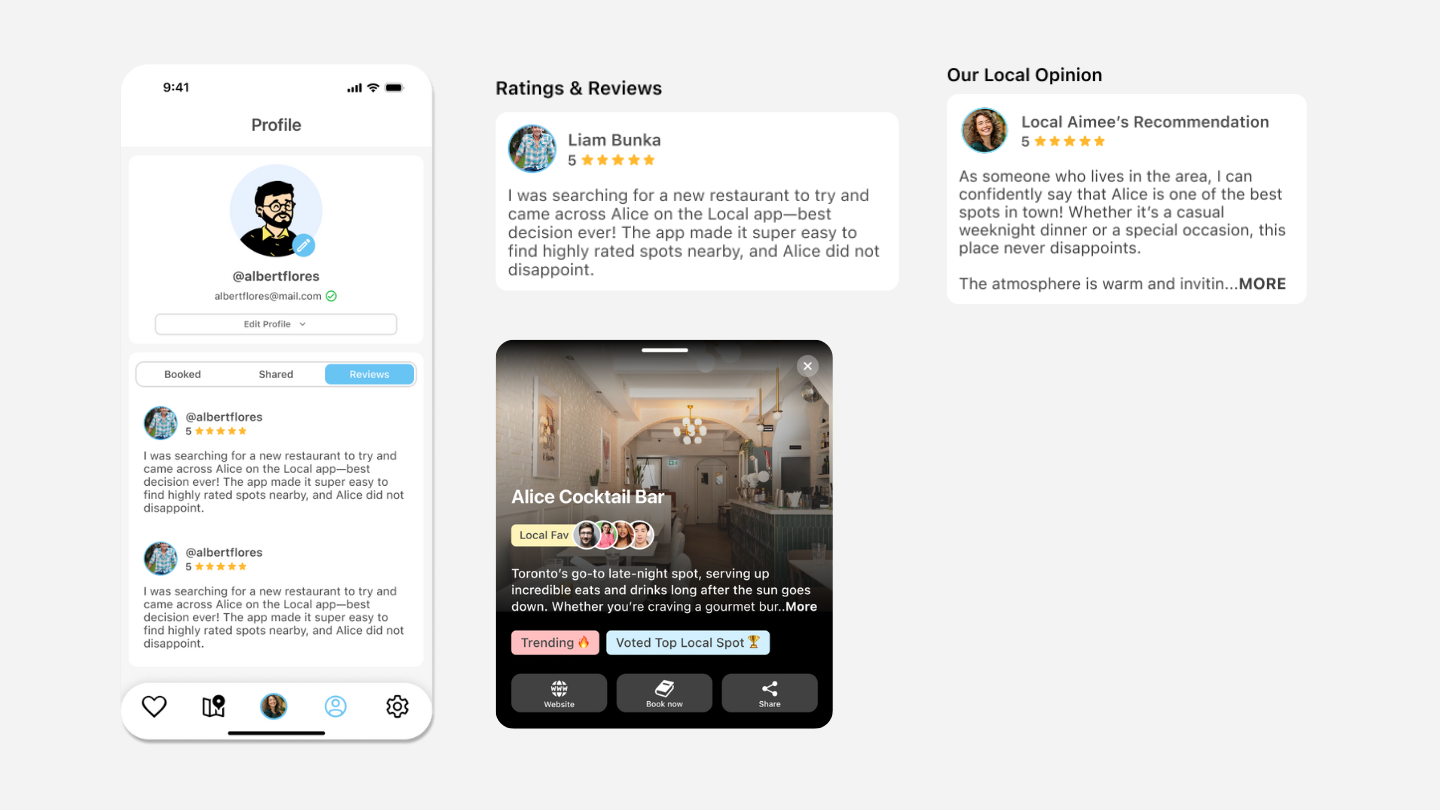 9:41
Profile
@albertflores
albertflores@mail.com
Edit Profile
Booked
Shared
Reviews
@albertflores
5
I was searching for a new restaurant to try and
came across Alice on the Local app—best
decision ever! The app made it super easy to
find highly rated spots nearby, and Alice did not
disappoint.
@albertflores
5
I was searching for a new restaurant to try and
came across Alice on the Local app—best
decision ever! The app made it super easy to
find highly rated spots nearby, and Alice did not
disappoint.
Ratings & Reviews
Liam Bunka
5
I was searching for a new restaurant to try and
came across Alice on the Local app—best
decision ever! The app made it super easy to
find highly rated spots nearby, and Alice did not
disappoint.
Alice Cocktail Bar
Local Fav
Toronto's go-to late-night spot, serving up
incredible eats and drinks long after the sun goes
down. Whether you're craving a gourmet bur..More
Trending 🔥
Voted Top Local Spot 🏆
WWW
Website
Book now
Share
Our Local Opinion
Local Aimee's Recommendation
5
As someone who lives in the area, I can
confidently say that Alice is one of the best
spots in town! Whether it's a casual
weeknight dinner or a special occasion, this
place never disappoints.
The atmosphere is warm and invitin...MORE